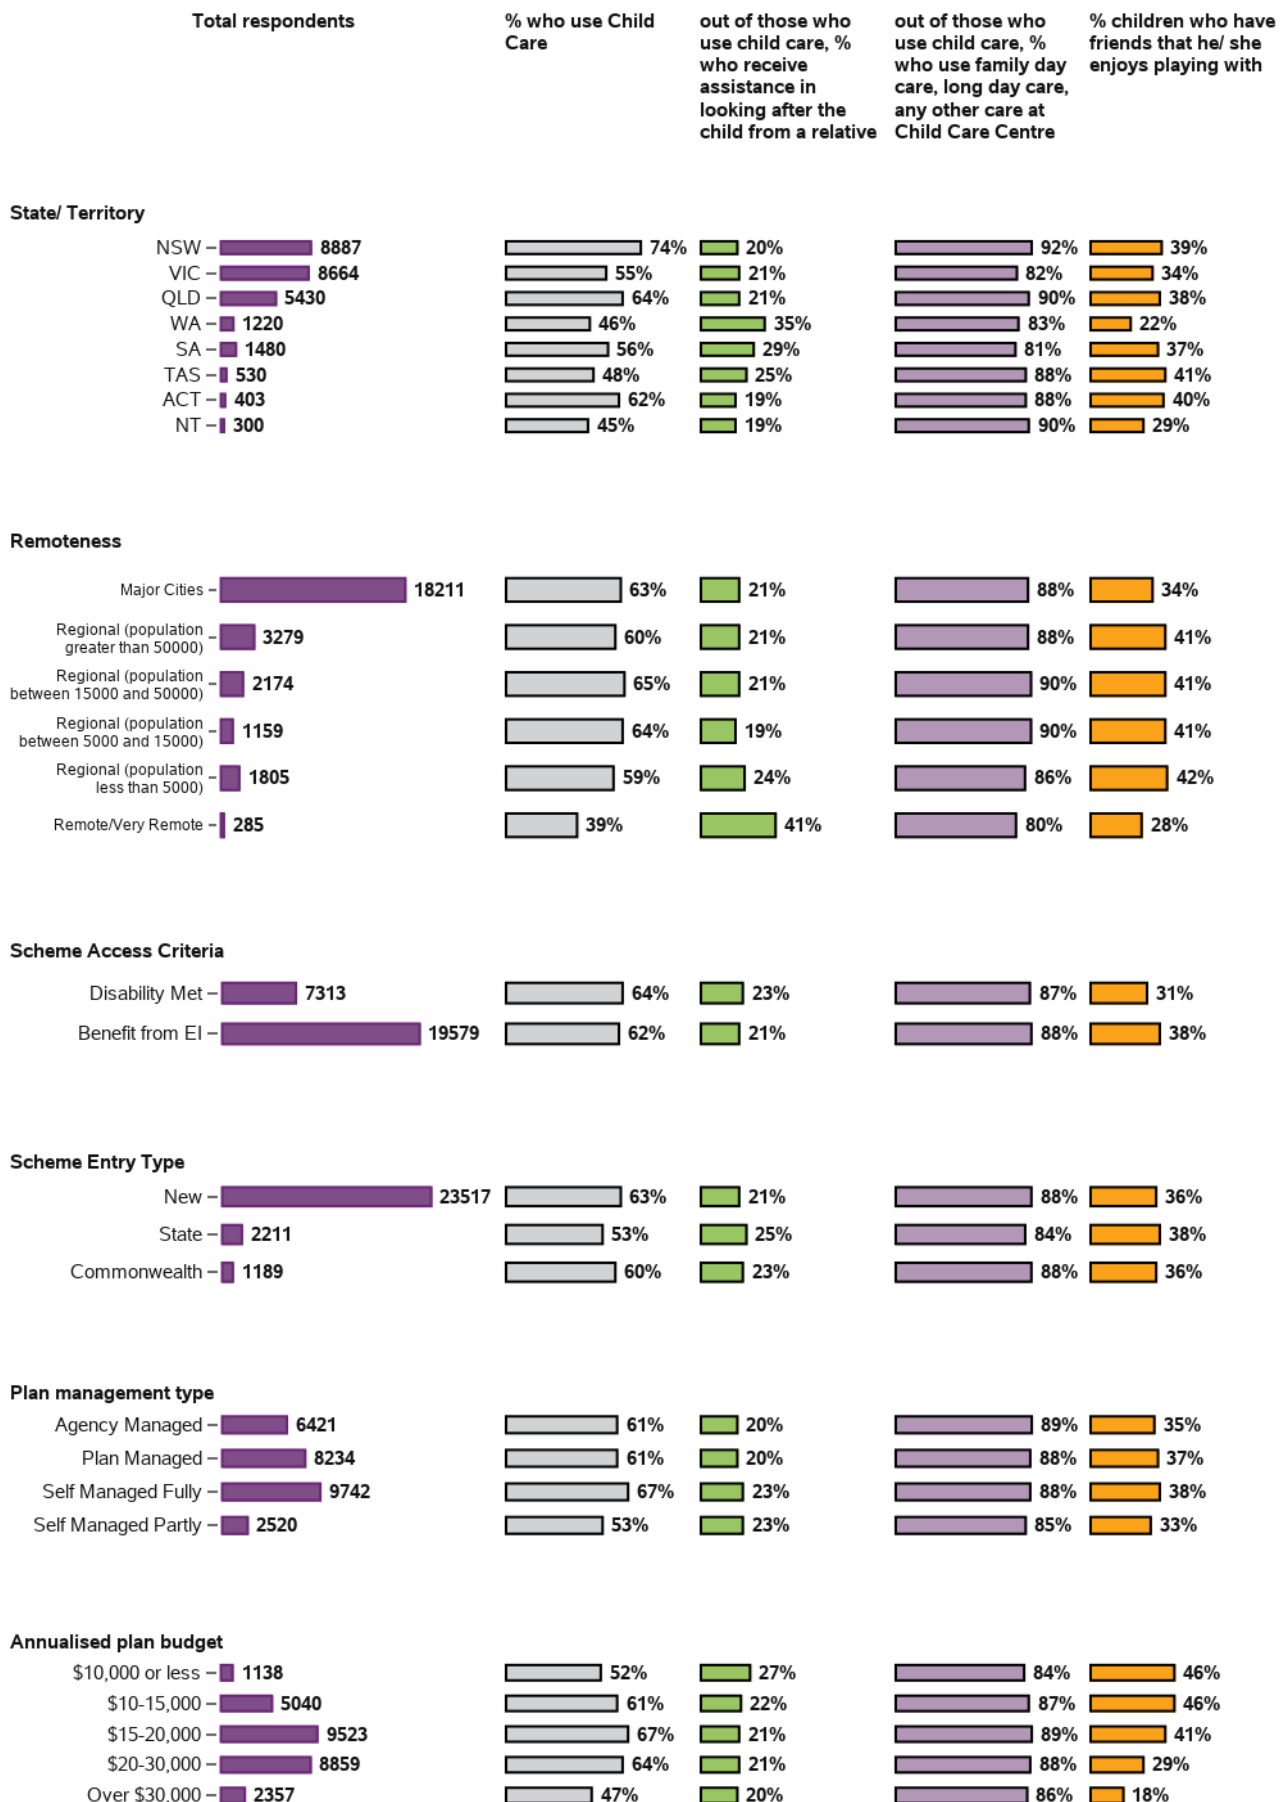 Total respondents
% who use Child
Care
out of those who
use child care, %
who receive
assistance in
looking after the
child from a relative
out of those who
use child care, %
who use family day
care, long day care,
any other care at
Child Care Centre
% children who have
friends that he/ she
enjoys playing with
State/ Territory
NSW 8887 74% 20% 92% 39%
VIC 8664 55% 21% 82% 34%
QLD 5430 64% 21% 90% 38%
WA 1220 46% 35% 83% 22%
SA 1480 56% 29% 81% 37%
TAS 530 48% 25% 88% 41%
ACT 403 62% 19% 88% 40%
NT 300 45% 19% 90% 29%
Remoteness
Major Cities 18211 63% 21% 88% 34%
Regional (population
greater than 50000) 3279 60% 21% 88% 41%
Regional (population
between 15000 and 50000) 2174 65% 21% 90% 41%
Regional (population
between 5000 and 15000) 1159 64% 19% 90% 41%
Regional (population
less than 5000) 1805 59% 24% 86% 42%
Remote/Very Remote 285 39% 41% 80% 28%
Scheme Access Criteria
Disability Met 7313 64% 23% 87% 31%
Benefit from EI 19579 62% 21% 88% 38%
Scheme Entry Type
New 23517 63% 21% 88% 36%
State 2211 53% 25% 84% 38%
Commonwealth 1189 60% 23% 88% 36%
Plan management type
Agency Managed 6421 61% 20% 89% 35%
Plan Managed 8234 61% 20% 88% 37%
Self Managed Fully 9742 67% 23% 88% 38%
Self Managed Partly 2520 53% 23% 85% 33%
Annualised plan budget
$10,000 or less 1138 52% 27% 84% 46%
$10-15,000 5040 61% 22% 87% 46%
$15-20,000 9523 67% 21% 89% 41%
$20-30,000 8859 64% 21% 88% 29%
Over $30,000 2357 47% 20% 86% 18%